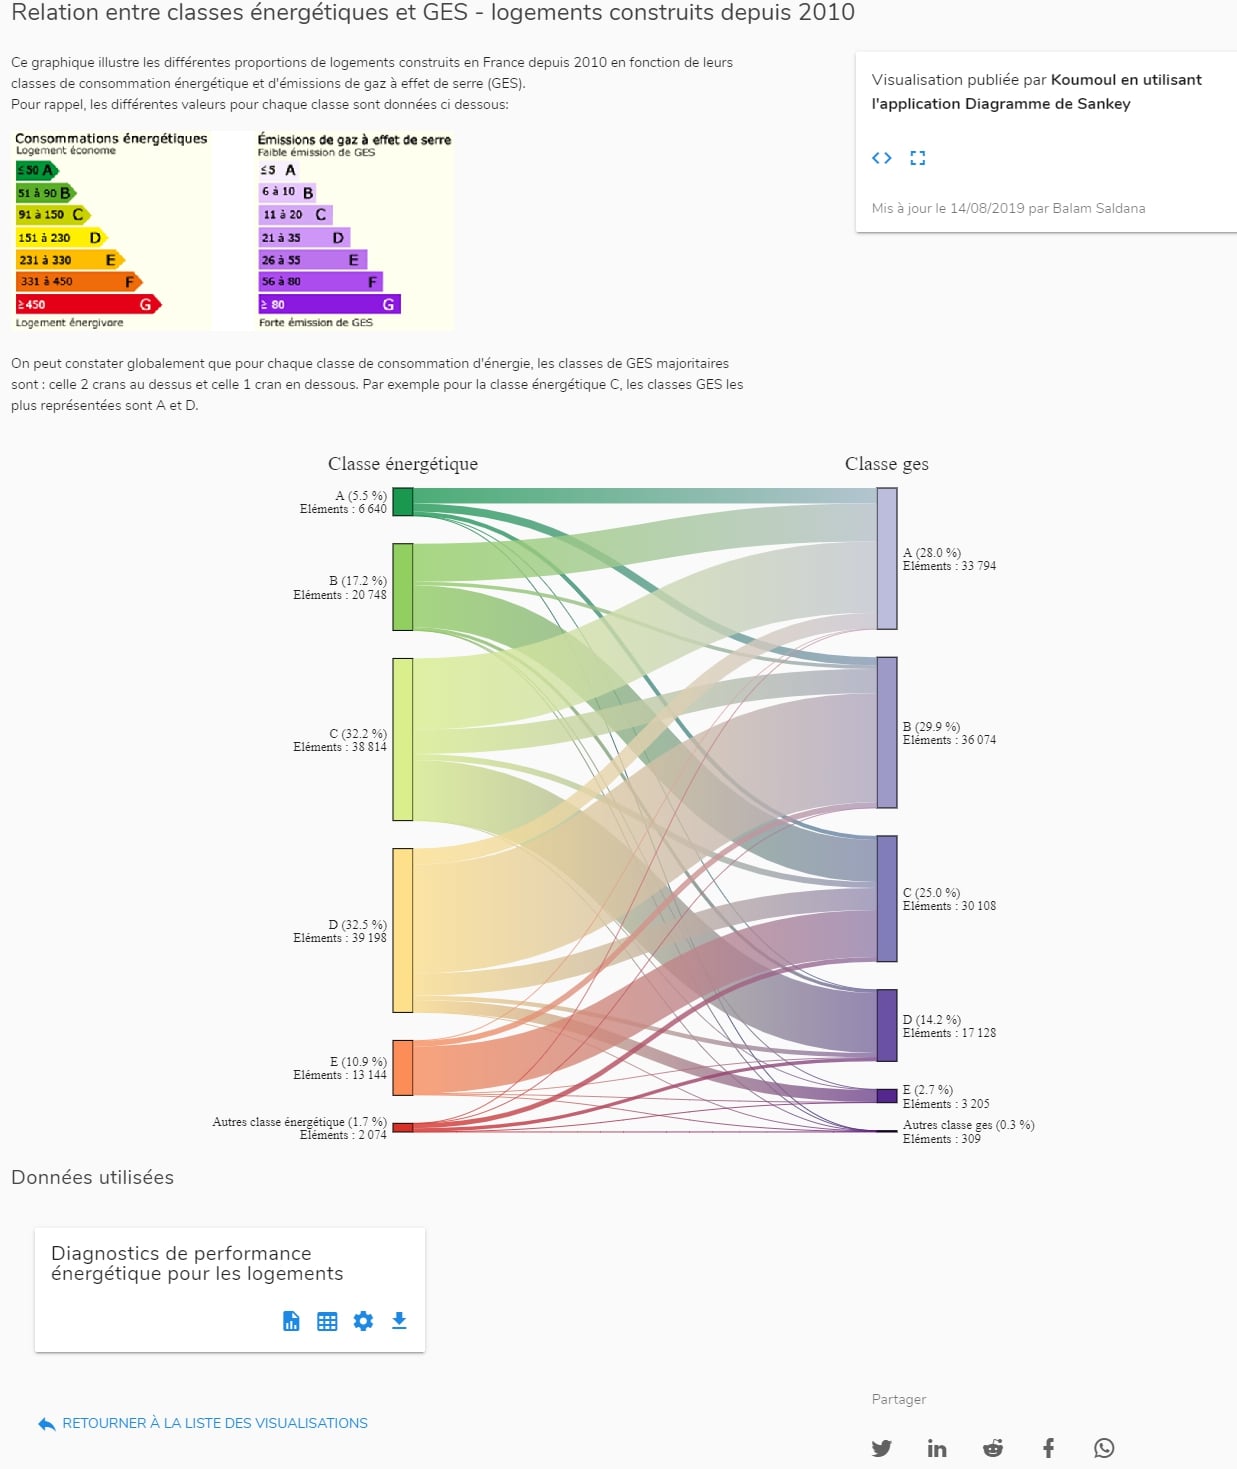 Relation entre classes énergétiques et GES - logements construits depuis 2010
Ce graphique illustre les différentes proportions de logements construits en France depuis 2010 en fonction de leurs
classes de consommation énergétique et d'émissions de gaz à effet de serre (GES).
Pour rappel, les différentes valeurs pour chaque classe sont données ci dessous:
Visualisation publiée par Koumoul en utilisant
l'application Diagramme de Sankey
Mis à jour le 14/08/2019 par Balam Saldana
Consommations énergétiques
Logement économe
≤50 A
51 à 90 B
91 à 150 C
151 à 230 D
231 à 330 E
331 à 450 F
≥450 G
Logement énergivore
Émissions de gaz à effet de serre
Faible émission de GES
≤5 A
6 à 10 B
11 à 20 C
21 à 35 D
26 à 55 E
56 à 80 F
≥ 80 G
Forte émission de GES
On peut constater globalement que pour chaque classe de consommation d'énergie, les classes de GES majoritaires
sont : celle 2 crans au dessus et celle 1 cran en dessous. Par exemple pour la classe énergétique C, les classes GES les
plus représentées sont A et D.
Classe énergétique
A (5.5 %)
Eléments : 6 640
B (17.2 %)
Eléments : 20 748
C (32.2 %)
Eléments : 38 814
D (32.5 %)
Eléments : 39 198
E (10.9 %)
Eléments : 13 144
Autres classe énergétique (1.7 %)
Eléments : 2 074
Classe ges
A (28.0 %)
Eléments : 33 794
B (29.9 %)
Eléments : 36 074
C (25.0 %)
Eléments : 30 108
D (14.2 %)
Eléments : 17 128
E (2.7 %)
Eléments : 3 205
Autres classe ges (0.3 %)
Eléments : 309
Données utilisées
Diagnostics de performance
énergétique pour les logements
RETOURNER À LA LISTE DES VISUALISATIONS
Partager